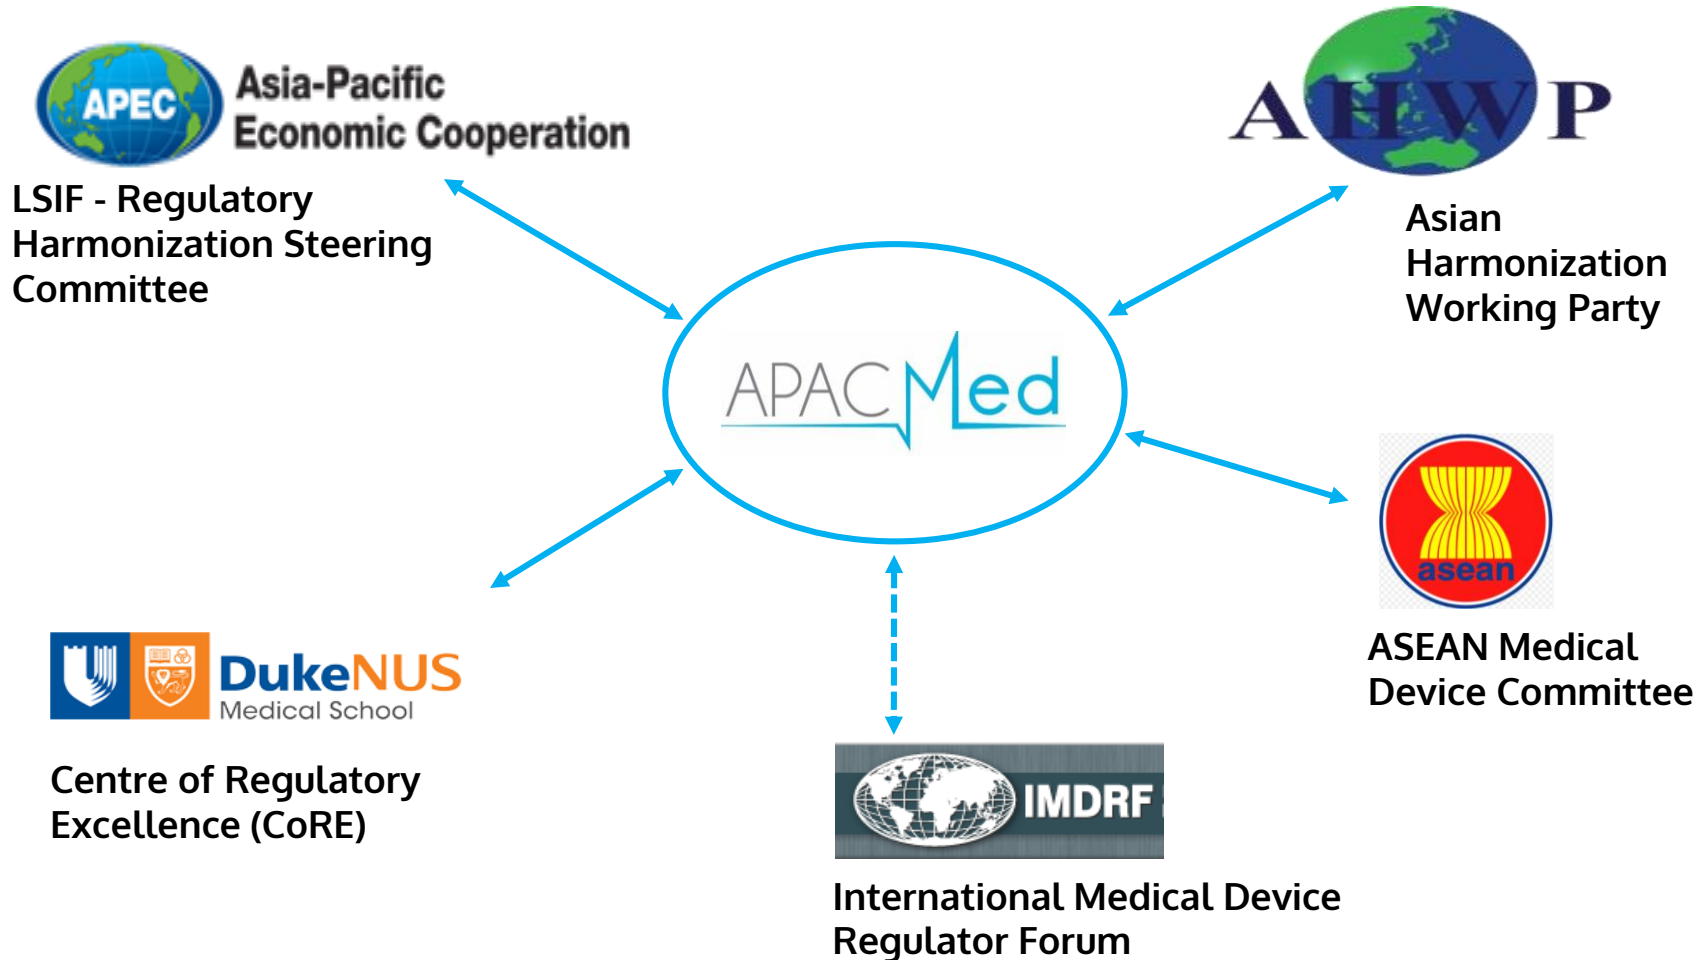 APEC
Asia-Pacific
Economic Cooperation
LSIF - Regulatory
Harmonization Steering
Committee
AHWP
Asian
Harmonization
Working Party
APACMed
asean
ASEAN Medical
Device Committee
DukeNUS
Medical School
Centre of Regulatory
Excellence (CoRE)
IMDRF
International Medical Device
Regulator Forum